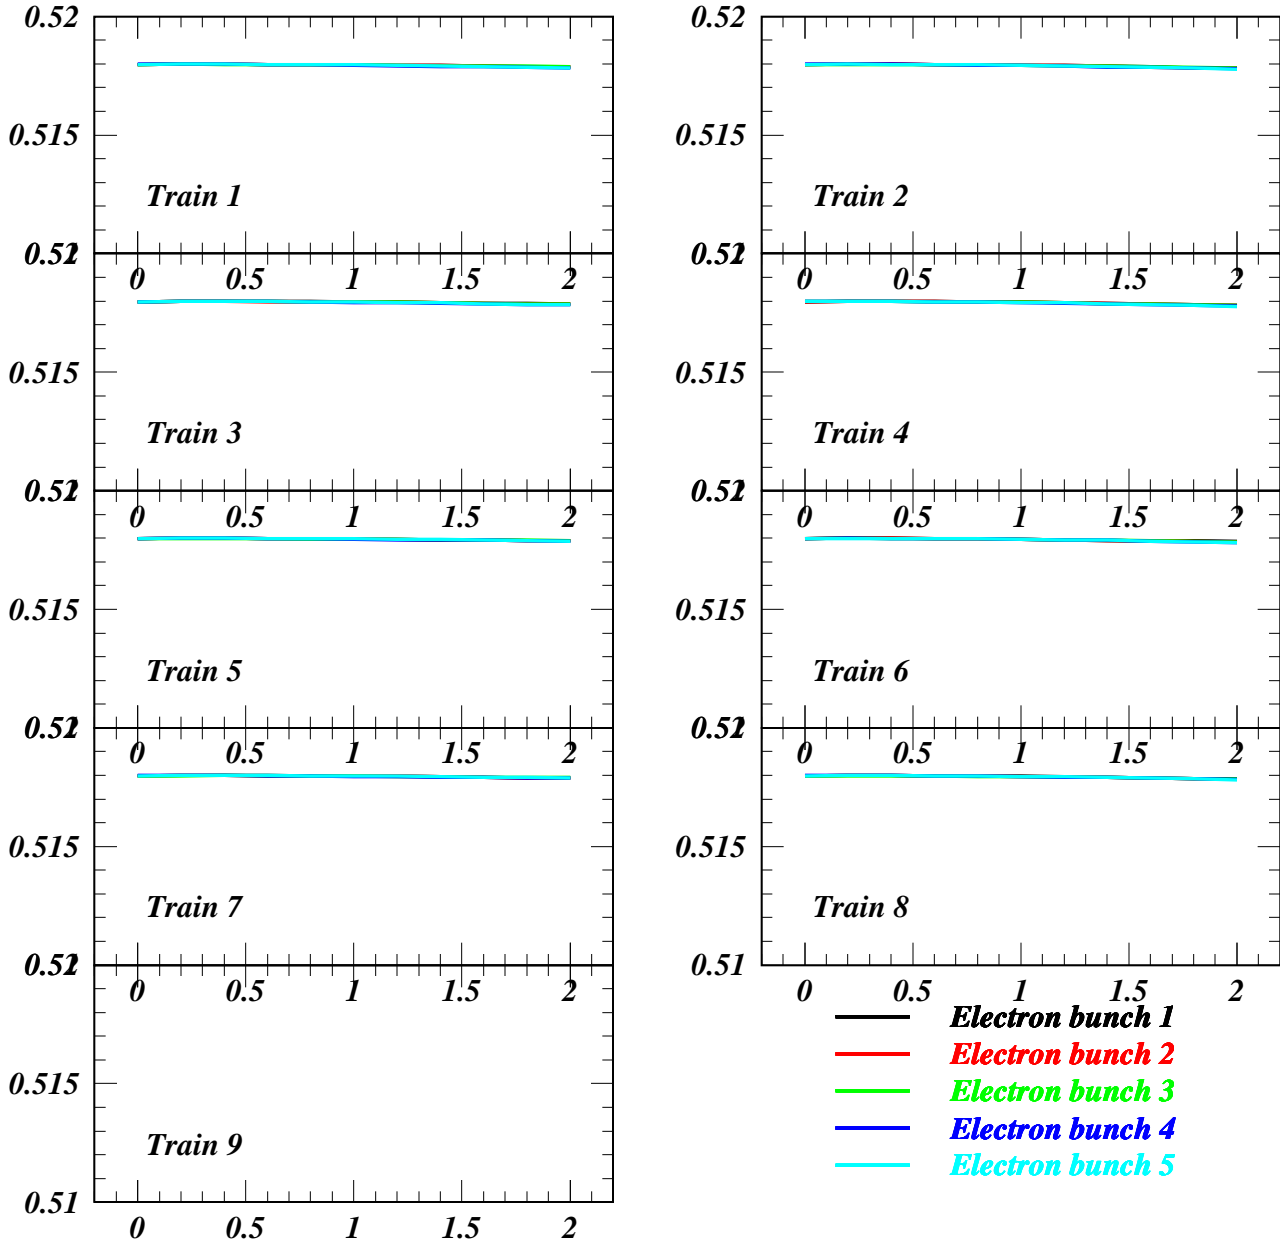 0.52 0.52
0.515 0.515
Train 1 Train 2
0.52 0.52
0 0.5 1 1.5 2 0 0.5 1 1.5 2
0.515 0.515
Train 3 Train 4
0.52 0.52
0 0.5 1 1.5 2 0 0.5 1 1.5 2
0.515 0.515
Train 5 Train 6
0.52 0.52
0 0.5 1 1.5 2 0 0.5 1 1.5 2
0.515 0.515
Train 7 Train 8
0.52 0.51
0 0.5 1 1.5 2 0 0.5 1 1.5 2
Electron bunch 1
Electron bunch 2
0.515
Electron bunch 3
Electron bunch 4
Train 9
Electron bunch 5
0.51
0 0.5 1 1.5 2